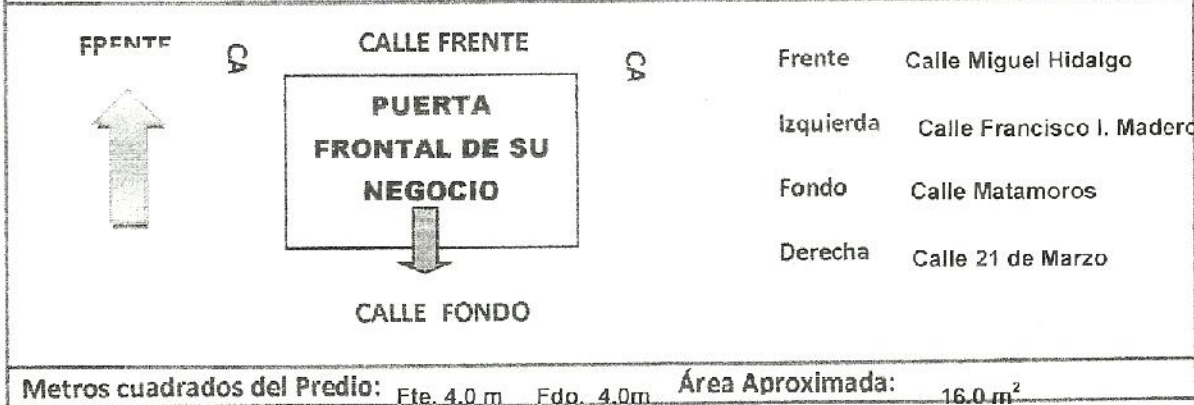 FRENTE
CA
CALLE FRENTE
CA
PUERTA
FRONTAL DE SU
NEGOCIO
CALLE FONDO
Frente Calle Miguel Hidalgo
Izquierda Calle Francisco I. Madero
Fondo Calle Matamoros
Derecha Calle 21 de Marzo
Metros cuadrados del Predio: Fte. 4.0 m Fdo. 4.0m Área Aproximada: 16.0 m²